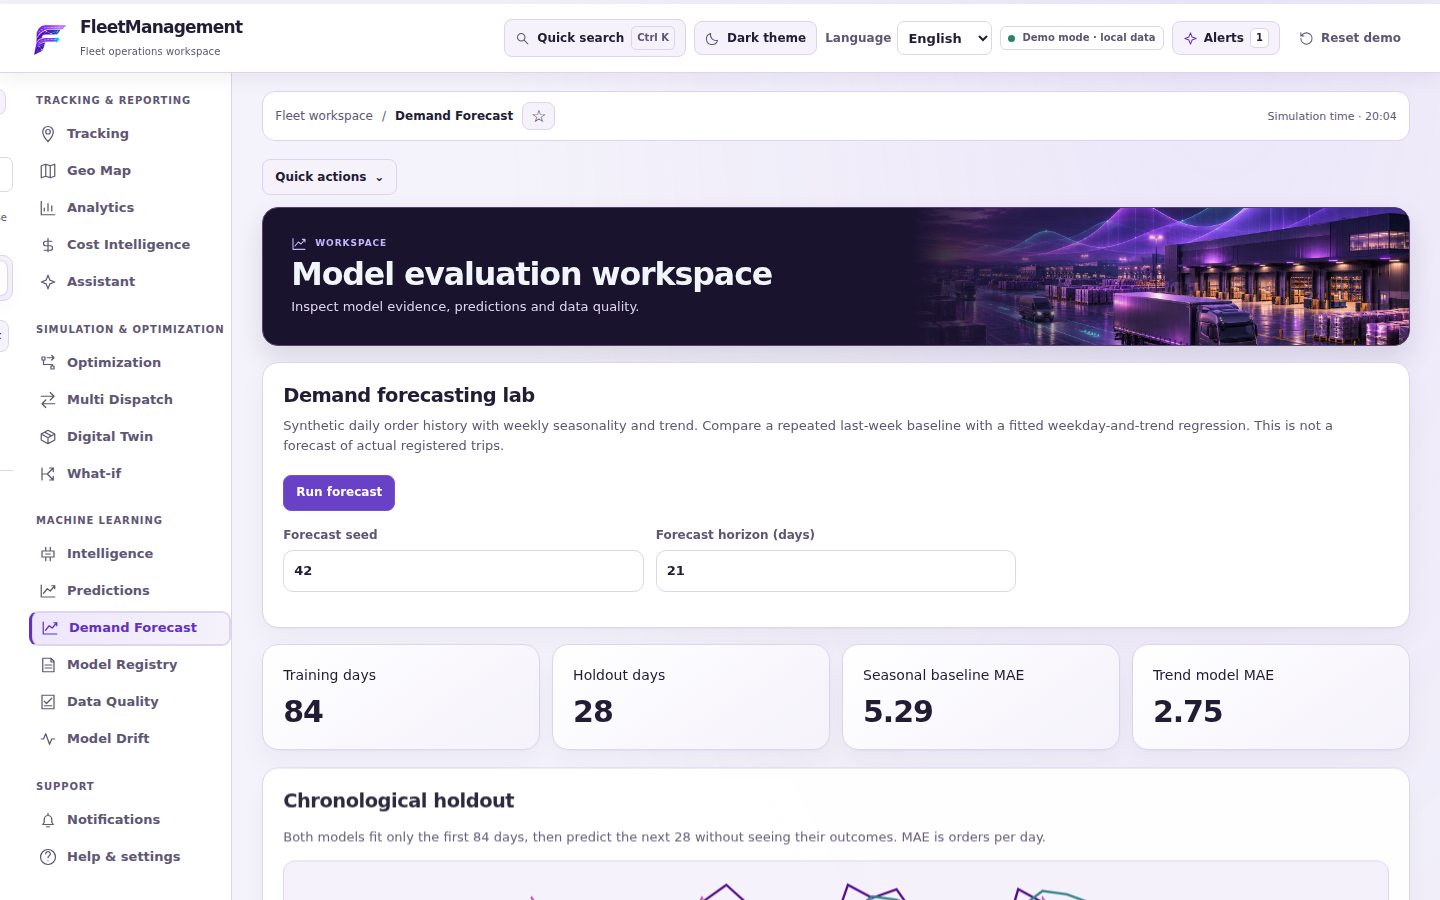 FleetManagement
Fleet operations workspace
Quick search Ctrl K
Dark theme
Language English
Demo mode · local data
Alerts 1
Reset demo
TRACKING & REPORTING
Tracking
Geo Map
Analytics
Cost Intelligence
Assistant
SIMULATION & OPTIMIZATION
Optimization
Multi Dispatch
Digital Twin
What-if
MACHINE LEARNING
Intelligence
Predictions
Demand Forecast
Model Registry
Data Quality
Model Drift
SUPPORT
Notifications
Help & settings
Fleet workspace / Demand Forecast
Simulation time · 20:04
Quick actions
WORKSPACE
Model evaluation workspace
Inspect model evidence, predictions and data quality.
Demand forecasting lab
Synthetic daily order history with weekly seasonality and trend. Compare a repeated last-week baseline with a fitted weekday-and-trend regression. This is not a
forecast of actual registered trips.
Run forecast
Forecast seed
42
Forecast horizon (days)
21
Training days
84
Holdout days
28
Seasonal baseline MAE
5.29
Trend model MAE
2.75
Chronological holdout
Both models fit only the first 84 days, then predict the next 28 without seeing their outcomes. MAE is orders per day.